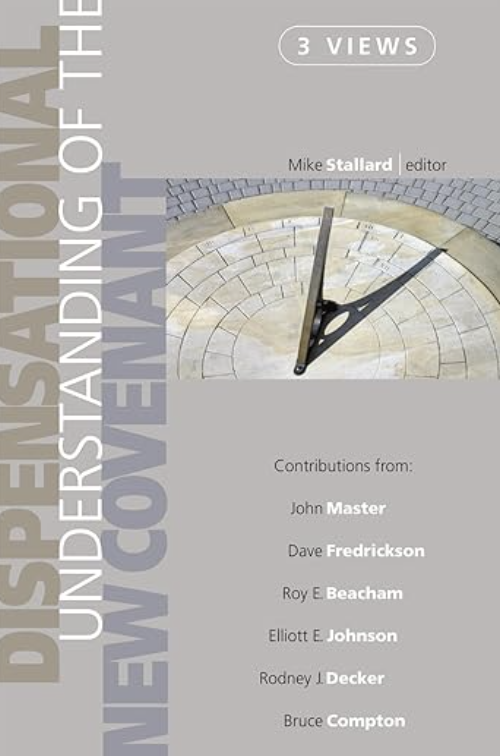 3 VIEWS
DISPENSATIONAL
UNDERSTANDING OF THE
NEW COVENANT
Mike Stallard | editor
Contributions from:
John Master
Dave Fredrickson
Roy E. Beacham
Elliott E. Johnson
Rodney J. Decker
Bruce Compton